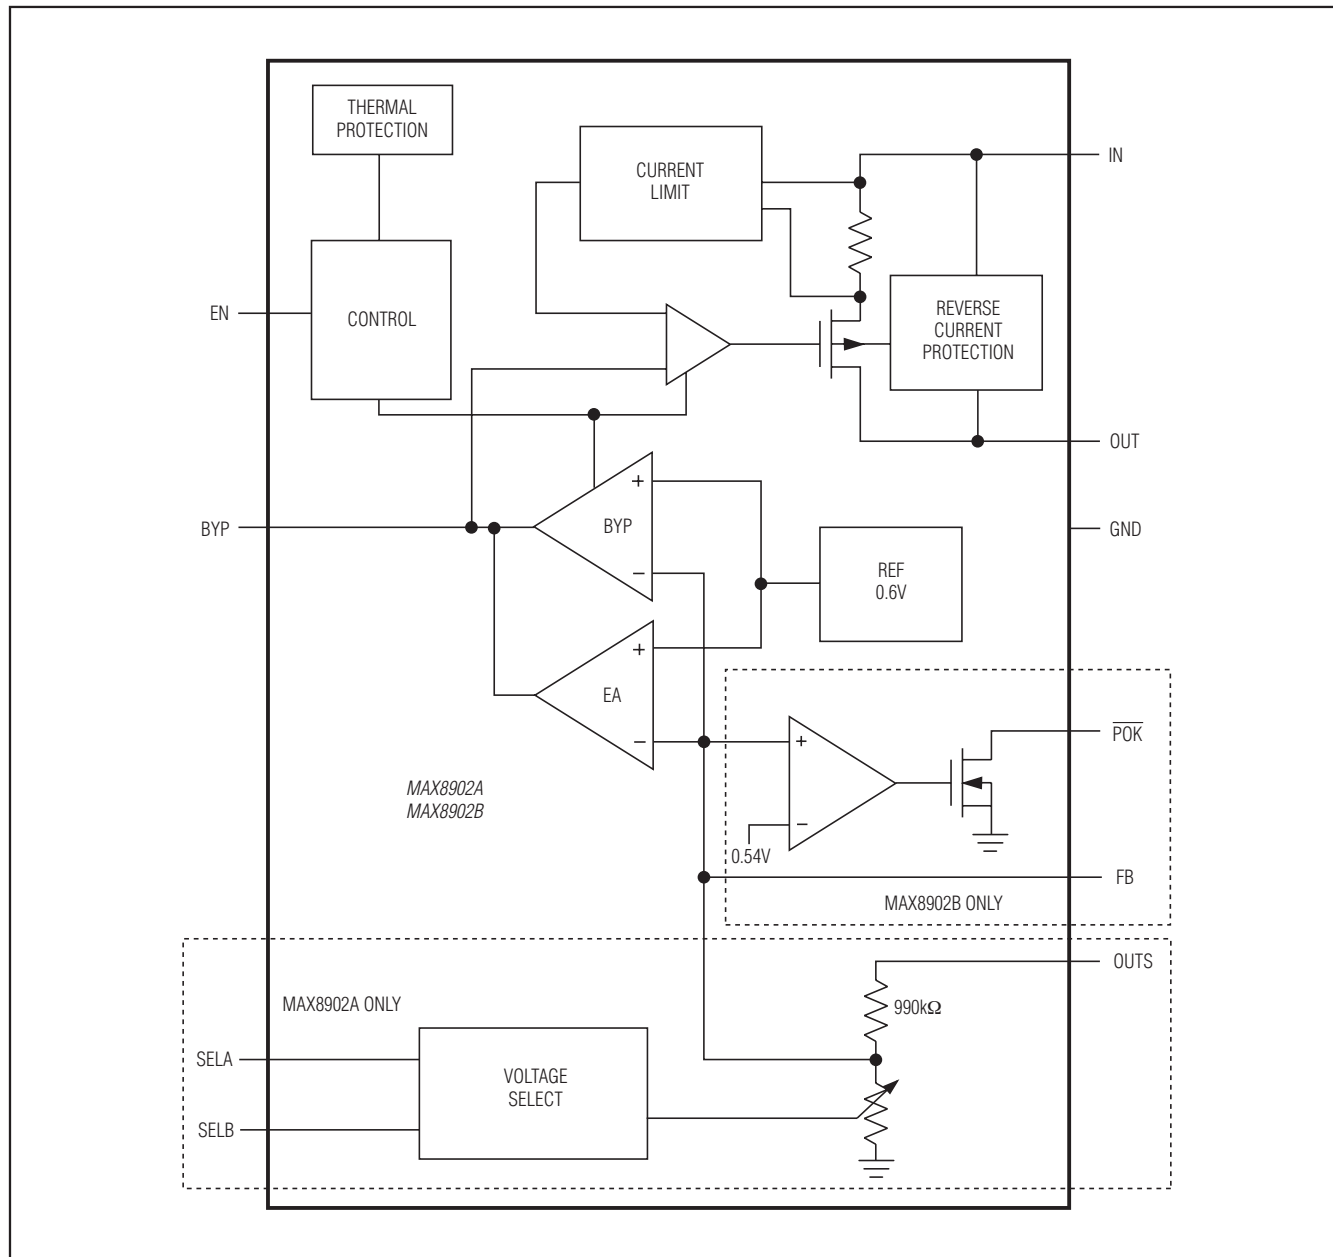 THERMAL
PROTECTION
CURRENT
LIMIT
IN
EN
CONTROL
REVERSE
CURRENT
PROTECTION
OUT
BYP
+
BYP
−
GND
REF
0.6V
+
EA
−
+
−
0.54V
POK
MAX8902A
MAX8902B
FB
MAX8902B ONLY
OUTS
MAX8902A ONLY
990kΩ
SELA
VOLTAGE
SELECT
SELB